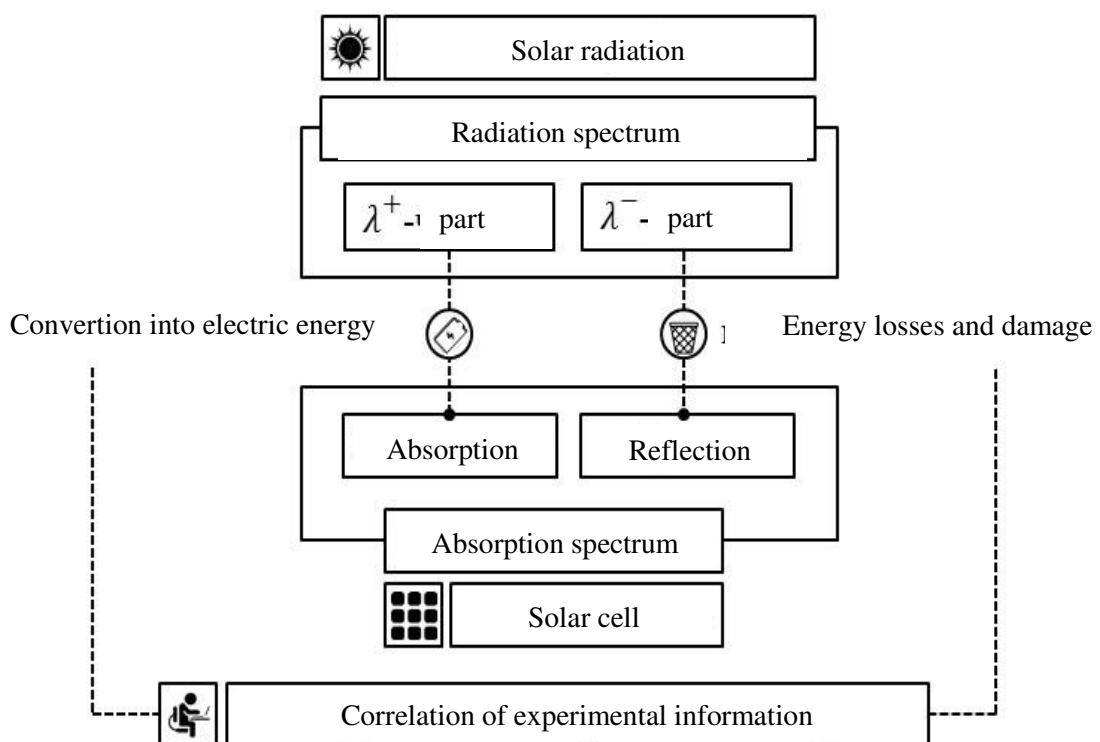 Solar radiation
Radiation spectrum
λ⁺- part
λ⁻- part
Convertion into electric energy
Energy losses and damage
Absorption
Reflection
Absorption spectrum
Solar cell
Correlation of experimental information